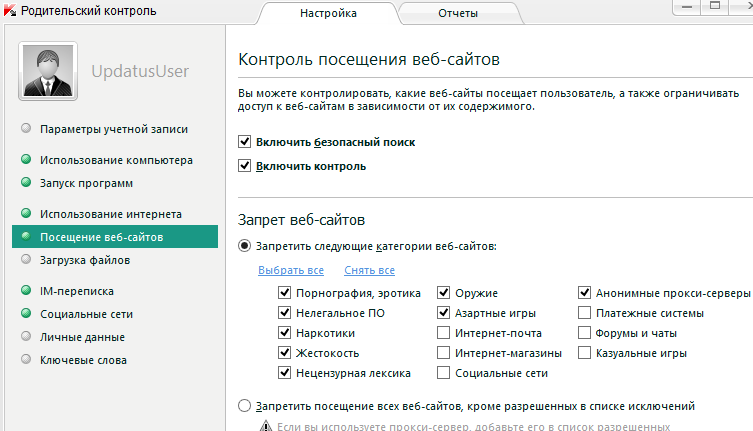 Родительский контроль
Настройка
Отчеты
UpdatusUser
Параметры учетной записи
Использование компьютера
Запуск программ
Использование интернета
Посещение веб-сайтов
Загрузка файлов
IM-переписка
Социальные сети
Личные данные
Ключевые слова
Контроль посещения веб-сайтов
Вы можете контролировать, какие веб-сайты посещает пользователь, а также ограничивать
доступ к веб-сайтам в зависимости от их содержимого.
Включить безопасный поиск
Включить контроль
Запрет веб-сайтов
Запретить следующие категории веб-сайтов:
Выбрать все Снять все
Порнография, эротика Оружие Анонимные прокси-серверы
Нелегальное ПО Азартные игры Платежные системы
Наркотики Интернет-почта Форумы и чаты
Жестокость Интернет-магазины Казуальные игры
Нецензурная лексика Социальные сети
Запретить посещение всех веб-сайтов, кроме разрешенных в списке исключений
Если вы используете прокси-сервер, добавьте его в список разрешенных